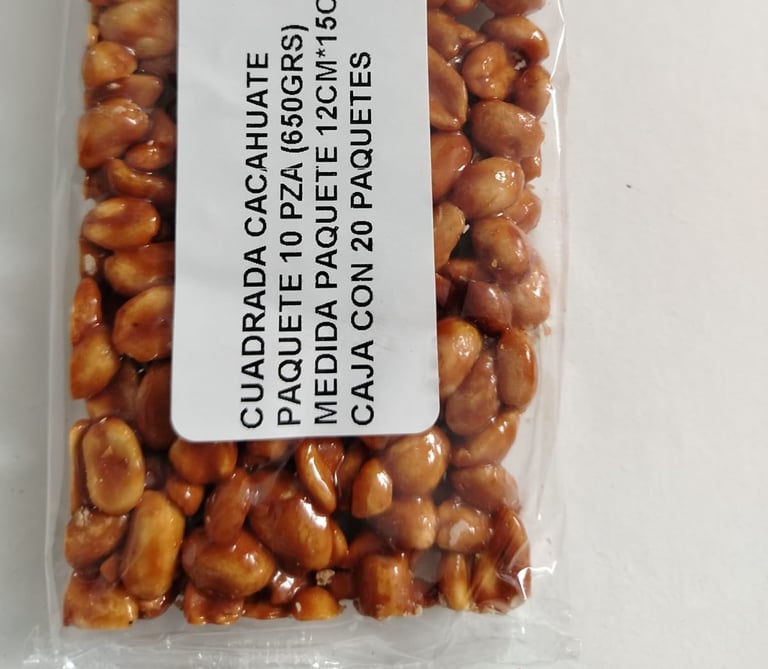 CUADRADA CACAHUATE
PAQUETE 10 PZA (650GRS)
MEDIDA PAQUETE 12CM*15C
CAJA CON 20 PAQUETES